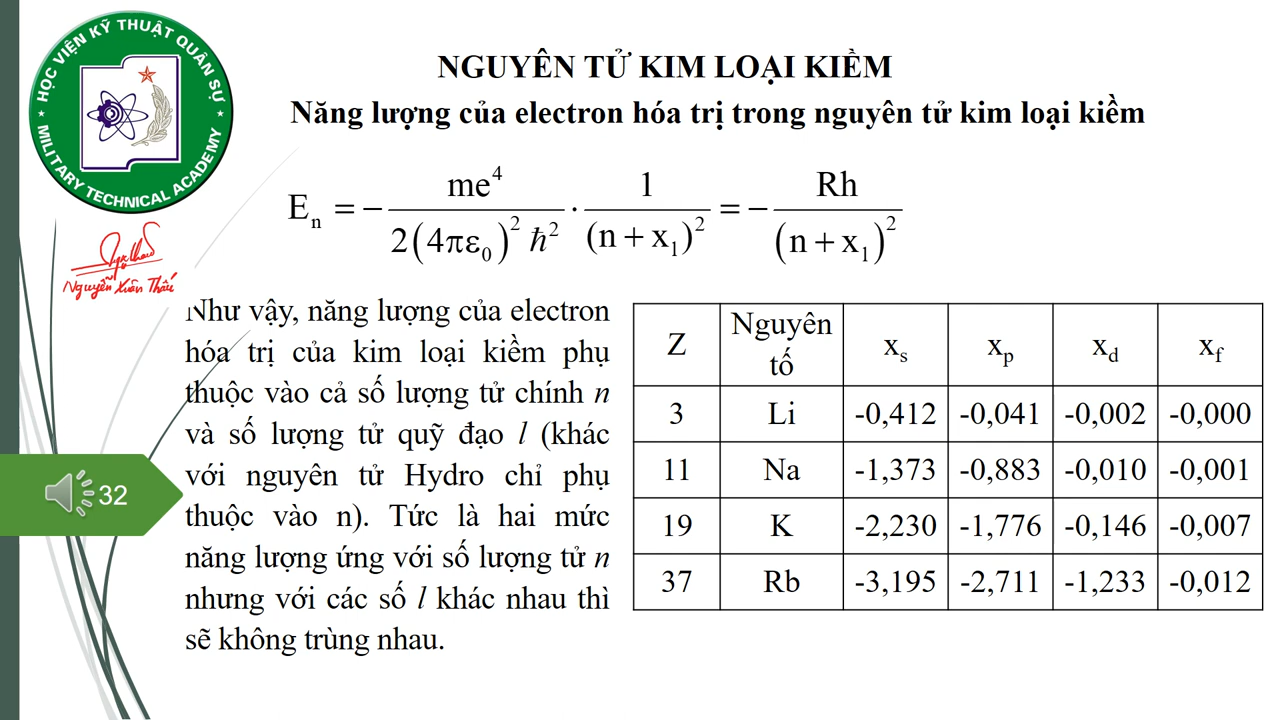 HỌC VIỆN KỸ THUẬT QUÂN SỰ
MILITARY TECHNICAL ACADEMY
Nguyễn Xuân Thấu
NGUYÊN TỬ KIM LOẠI KIỀM
Năng lượng của electron hóa trị trong nguyên tử kim loại kiềm
Eₙ = − me⁴ / 2(4πε₀)² ℏ² · 1 / (n + x₁)² = − Rh / (n + x₁)²
Như vậy, năng lượng của electron
hóa trị của kim loại kiềm phụ
thuộc vào cả số lượng tử chính n
và số lượng tử quỹ đạo l (khác
với nguyên tử Hydro chỉ phụ
thuộc vào n). Tức là hai mức
năng lượng ứng với số lượng tử n
nhưng với các số l khác nhau thì
sẽ không trùng nhau.
Z Nguyên tố xs xp xd xf
3 Li -0,412 -0,041 -0,002 -0,000
11 Na -1,373 -0,883 -0,010 -0,001
19 K -2,230 -1,776 -0,146 -0,007
37 Rb -3,195 -2,711 -1,233 -0,012
32